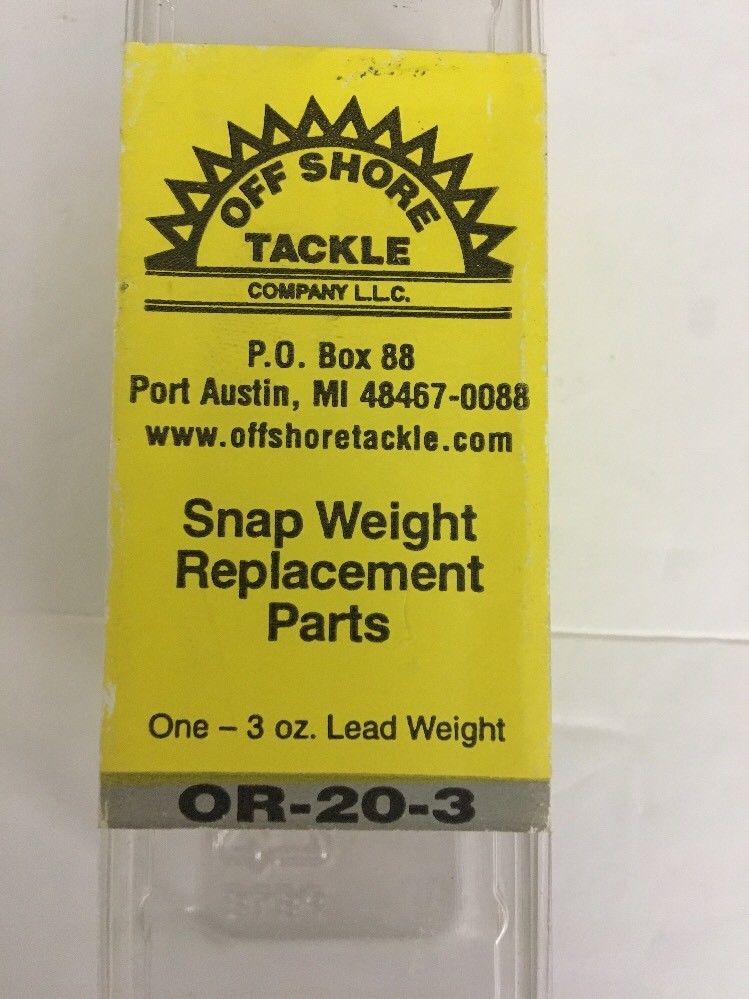 OFF SHORE
TACKLE
COMPANY L.L.C.
P.O. Box 88
Port Austin, MI 48467-0088
www.offshoretackle.com
Snap Weight
Replacement
Parts
One – 3 oz. Lead Weight
OR-20-3